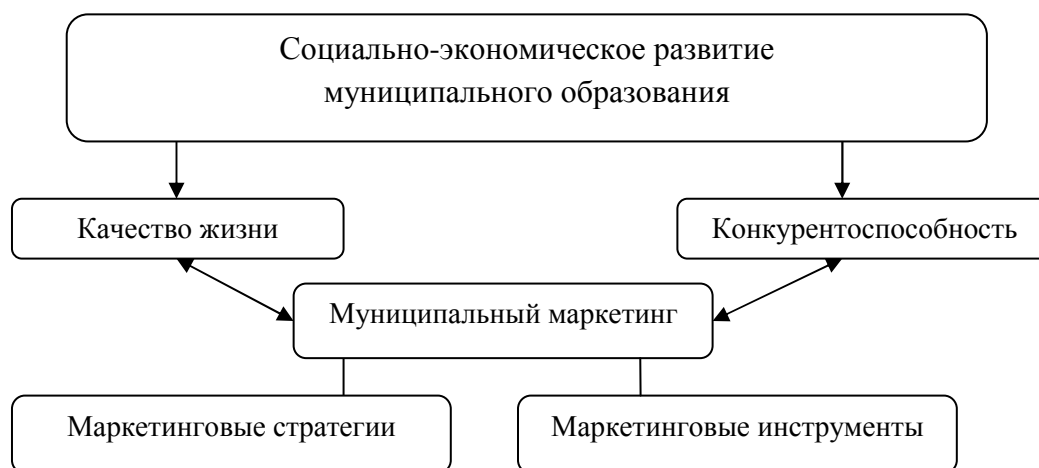 Социально-экономическое развитие
муниципального образования
Качество жизни
Конкурентоспособность
Муниципальный маркетинг
Маркетинговые стратегии
Маркетинговые инструменты